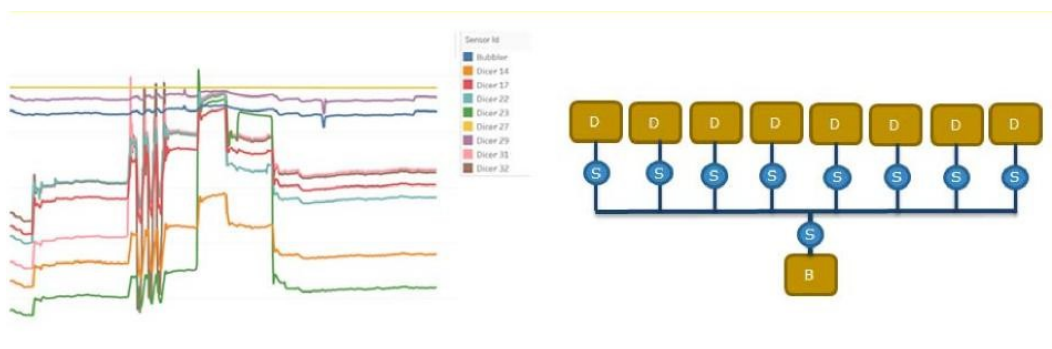 Sensor Id
Bubbler
Dicer 14
Dicer 17
Dicer 22
Dicer 23
Dicer 27
Dicer 29
Dicer 31
Dicer 32
D D D D D D D D
S S S S S S S S
S
B